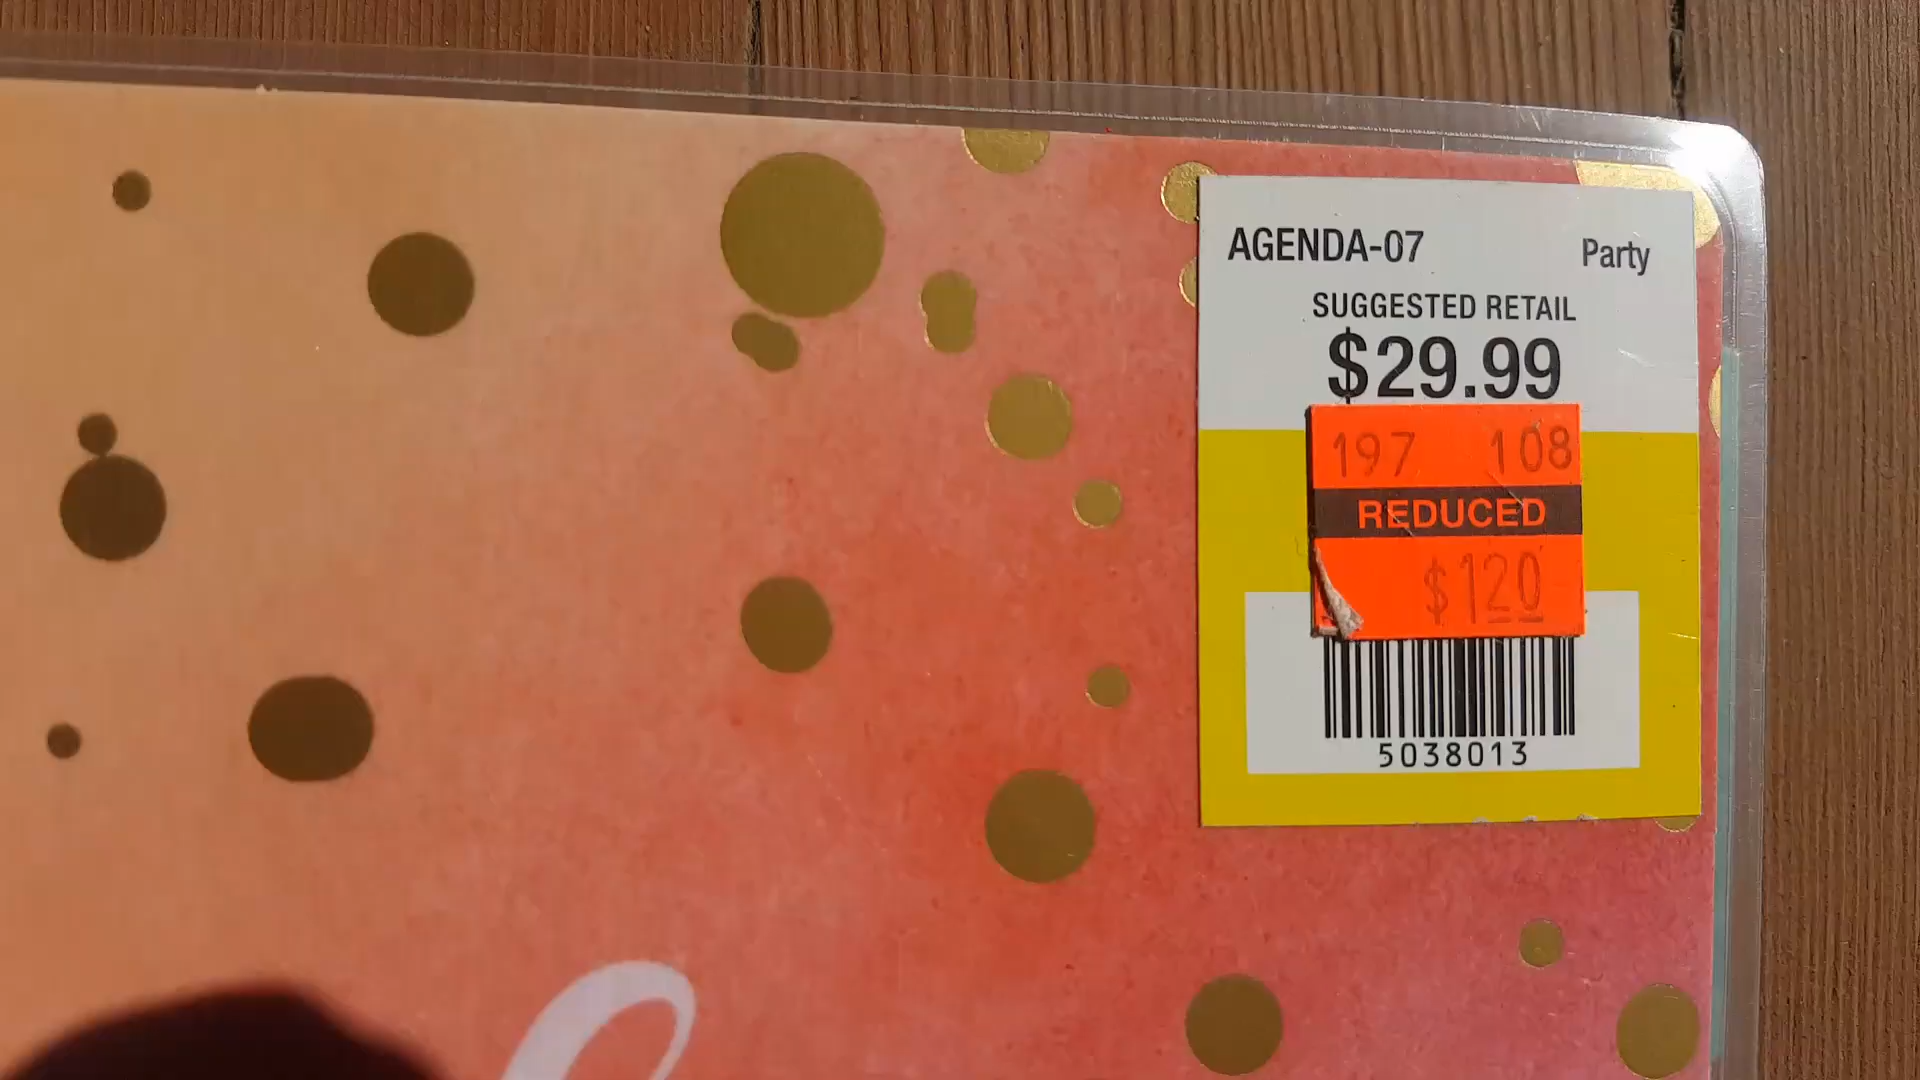 AGENDA-07 Party
SUGGESTED RETAIL
$29.99
197 108
REDUCED
$120
5038013